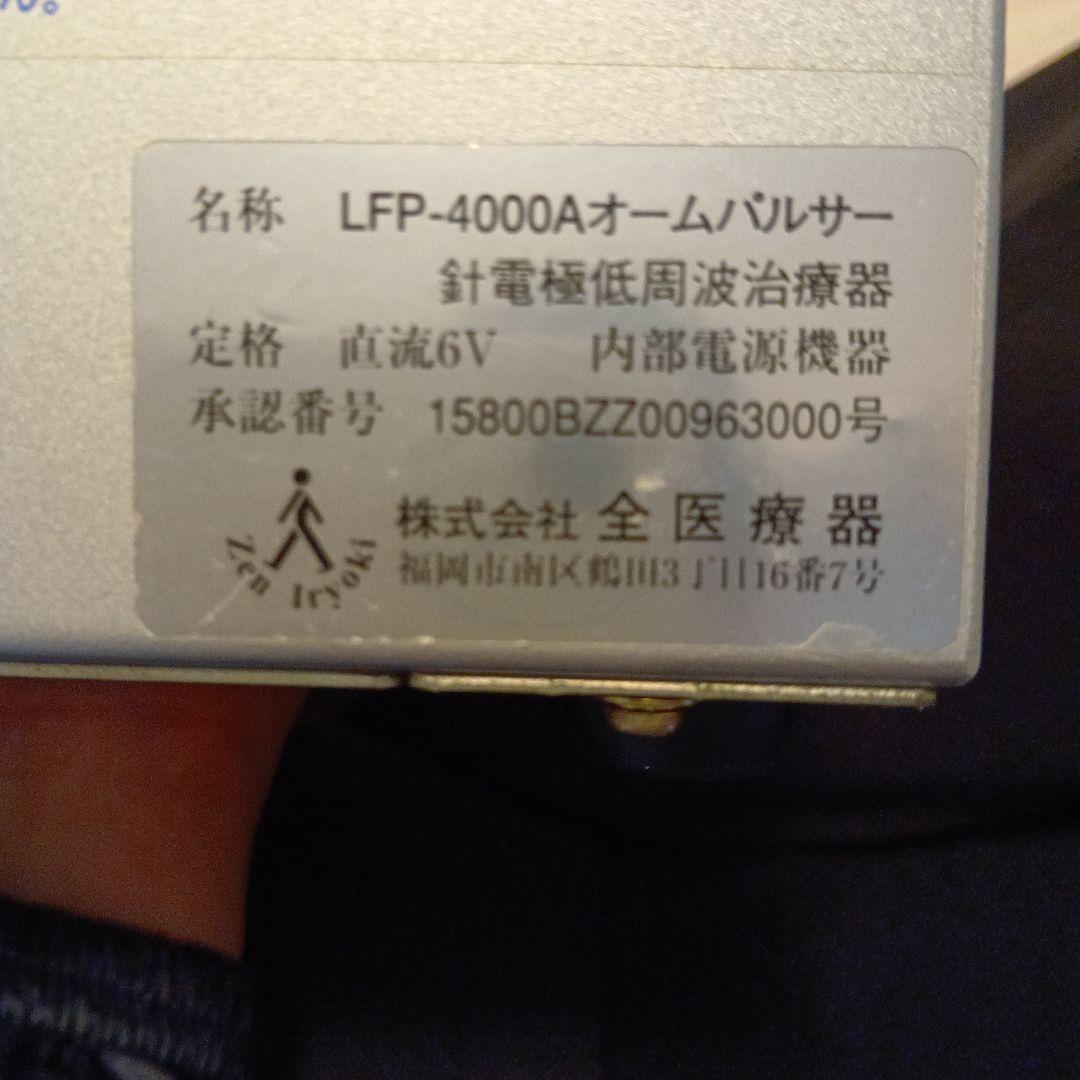 %。
名称 LFP-4000Aオームパルサー
針電極低周波治療器
定格 直流6V 内部電源機器
承認番号 15800BZZ00963000号
Zen Iryoki
株式会社 全医療器
福岡市南区鶴田3丁目16番7号